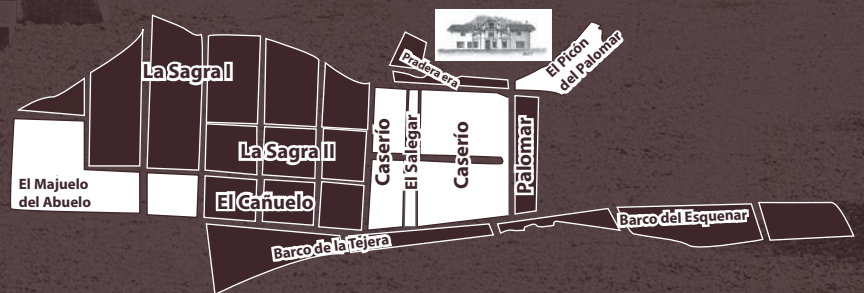 La Sagra I
Pradera era
El Picón
del Palomar
La Sagra II
Caserío
El Salegar
Caserío
Palomar
El Majuelo
del Abuelo
El Cañuelo
Barco de la Téjera
Barco del Esquenar